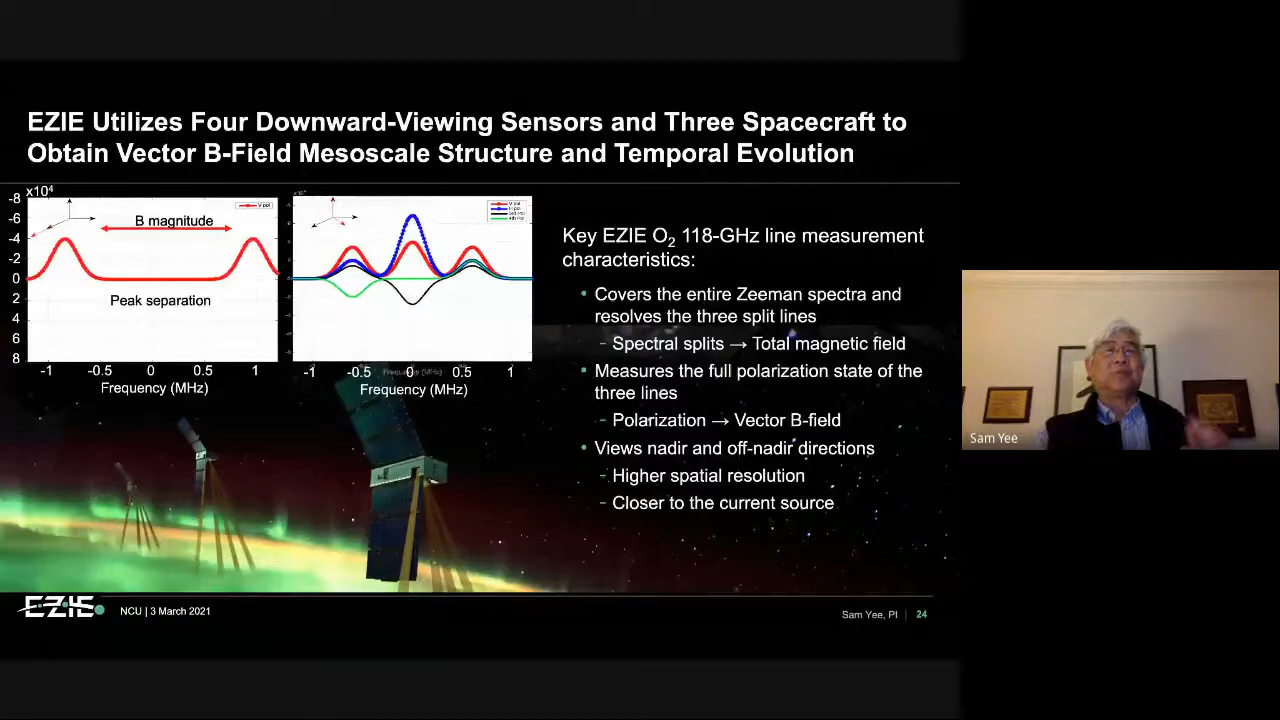 EZIE Utilizes Four Downward-Viewing Sensors and Three Spacecraft to
Obtain Vector B-Field Mesoscale Structure and Temporal Evolution
x10⁴
-8
-6
-4
-2
0
2
4
6
8
B magnitude
V pol
Peak separation
-1
-0.5
0
0.5
1
Frequency (MHz)
-1
-0.5
0
0.5
1
Frequency (MHz)
Frequency (MHz)
Key EZIE O₂ 118-GHz line measurement
characteristics:
• Covers the entire Zeeman spectra and
resolves the three split lines
- Spectral splits → Total magnetic field
• Measures the full polarization state of the
three lines
- Polarization → Vector B-field
• Views nadir and off-nadir directions
- Higher spatial resolution
- Closer to the current source
Sam Yee
EZIE
NCU | 3 March 2021
Sam Yee, PI | 24